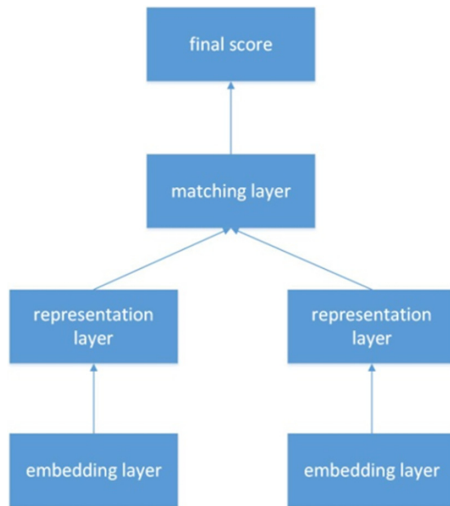 final score
matching layer
representation
layer
representation
layer
embedding layer
embedding layer